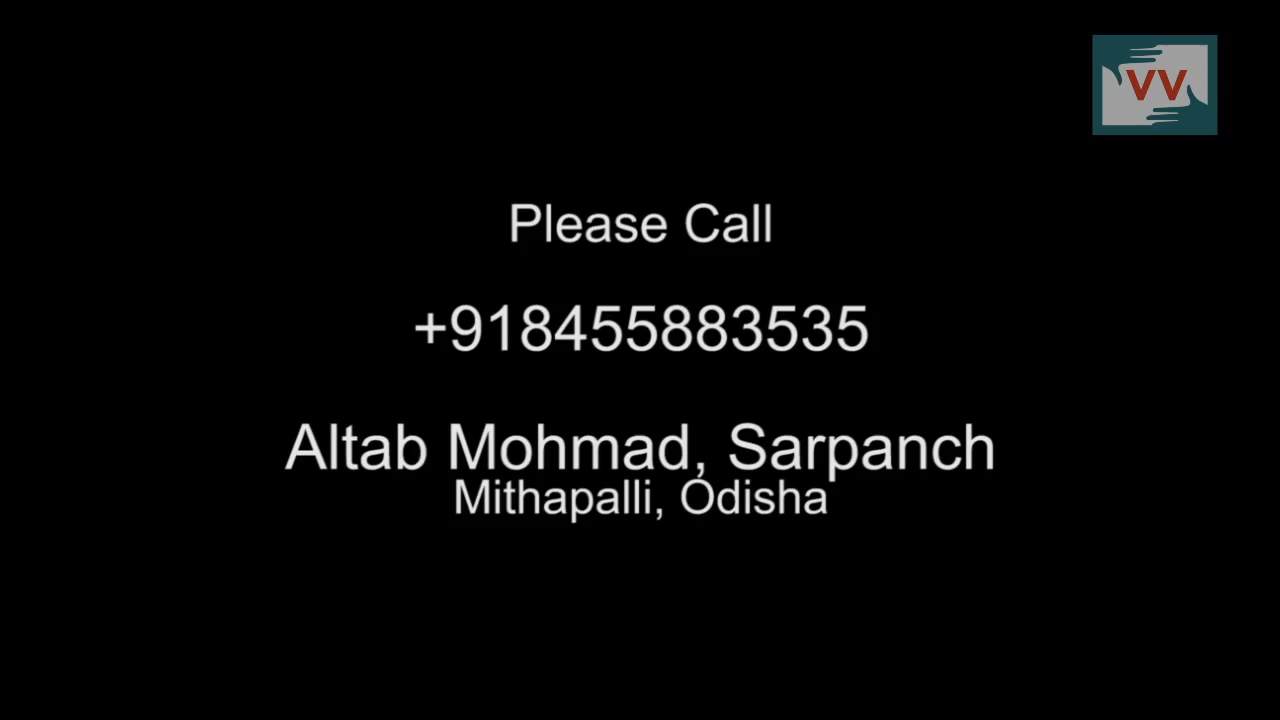 VV
Please Call
+918455883535
Altab Mohmad, Sarpanch
Mithapalli, Odisha